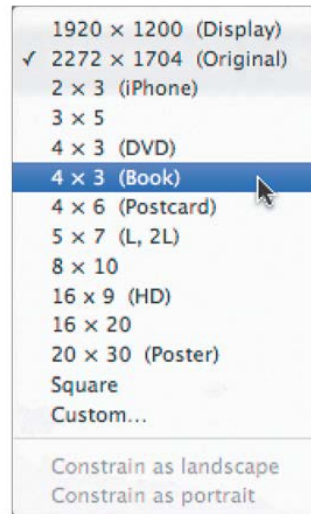 1920 × 1200 (Display)
✓ 2272 × 1704 (Original)
2 × 3 (iPhone)
3 × 5
4 × 3 (DVD)
4 × 3 (Book)
4 × 6 (Postcard)
5 × 7 (L, 2L)
8 × 10
16 x 9 (HD)
16 × 20
20 × 30 (Poster)
Square
Custom...
Constrain as landscape
Constrain as portrait